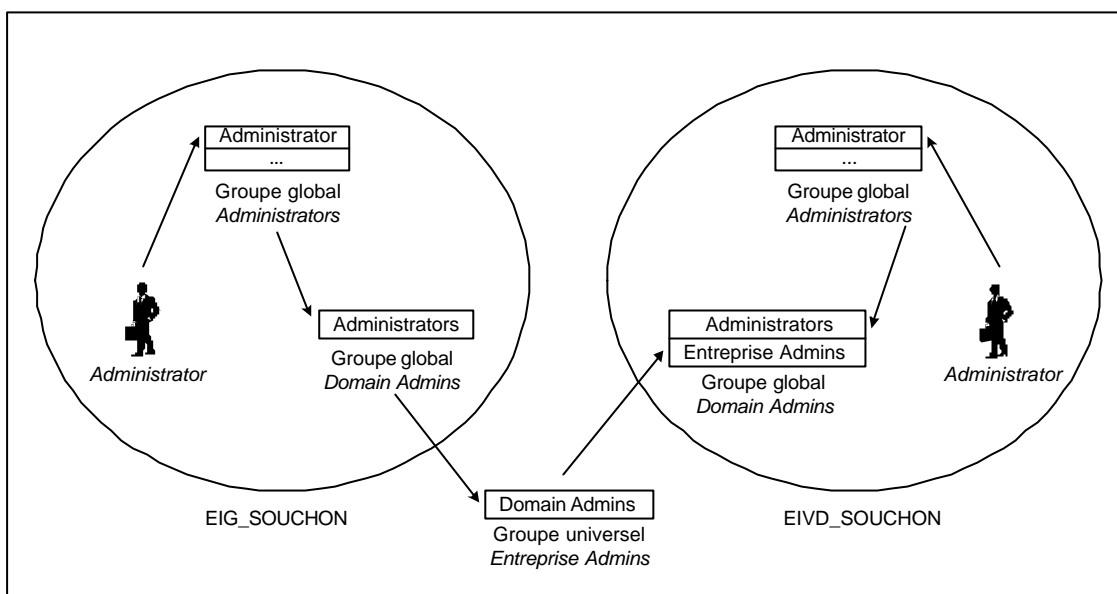 Administrator
...
Groupe global
Administrators
Administrator
Administrators
Groupe global
Domain Admins
EIG_SOUCHON
Domain Admins
Groupe universel
Entreprise Admins
Administrator
...
Groupe global
Administrators
Administrators
Entreprise Admins
Groupe global
Domain Admins
Administrator
EIVD_SOUCHON